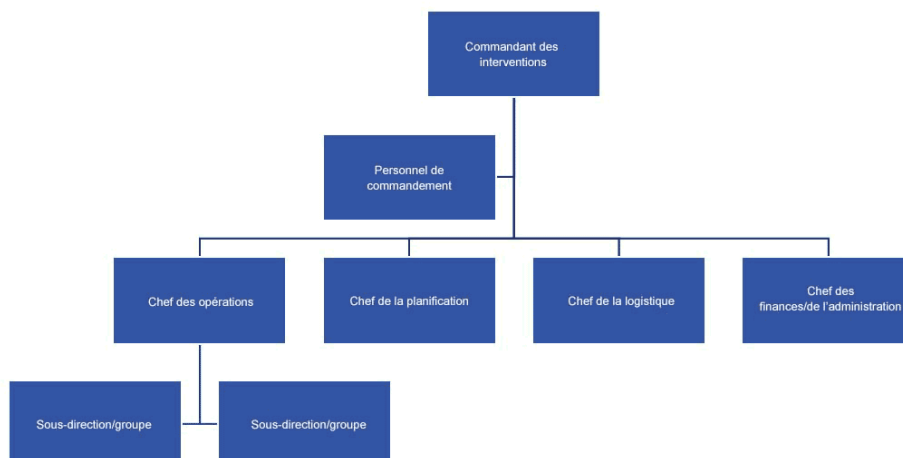 Commandant des
interventions
Personnel de
commandement
Chef des opérations
Chef de la planification
Chef de la logistique
Chef des
finances/de l'administration
Sous-direction/groupe
Sous-direction/groupe